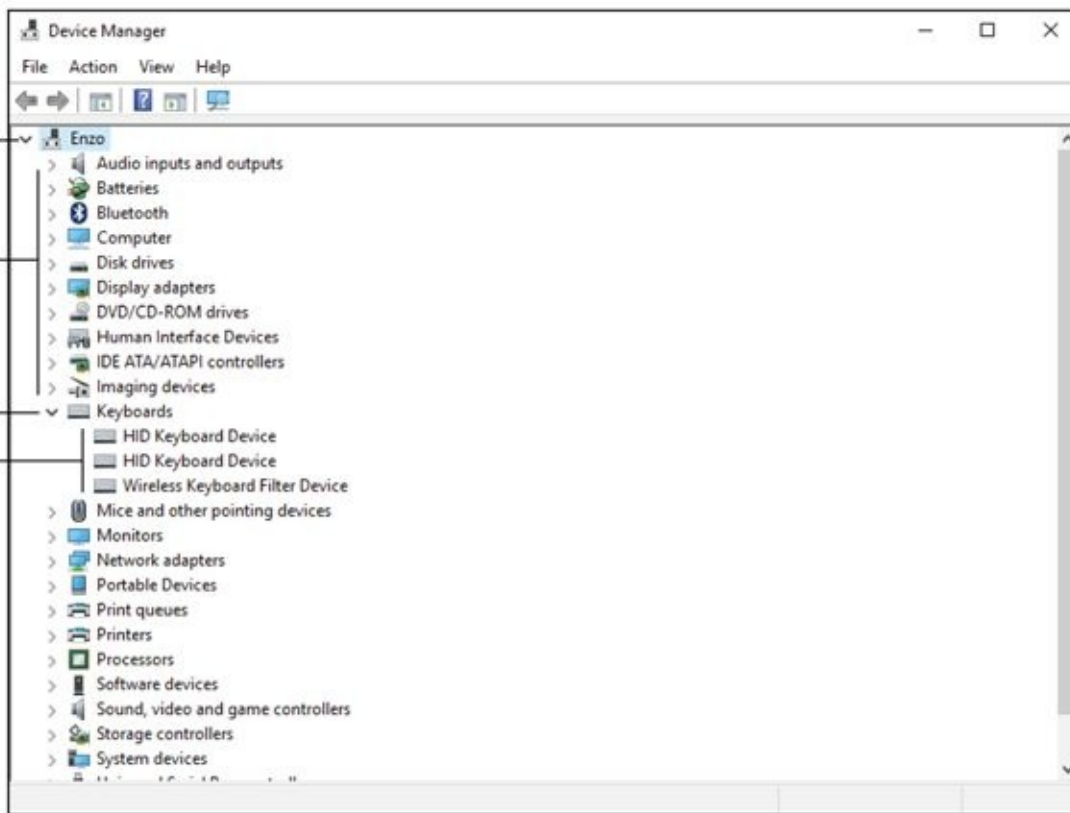 Device Manager
File Action View Help
Enzo
Audio inputs and outputs
Batteries
Bluetooth
Computer
Disk drives
Display adapters
DVD/CD-ROM drives
Human Interface Devices
IDE ATA/ATAPI controllers
Imaging devices
Keyboards
HID Keyboard Device
HID Keyboard Device
Wireless Keyboard Filter Device
Mice and other pointing devices
Monitors
Network adapters
Portable Devices
Print queues
Printers
Processors
Software devices
Sound, video and game controllers
Storage controllers
System devices